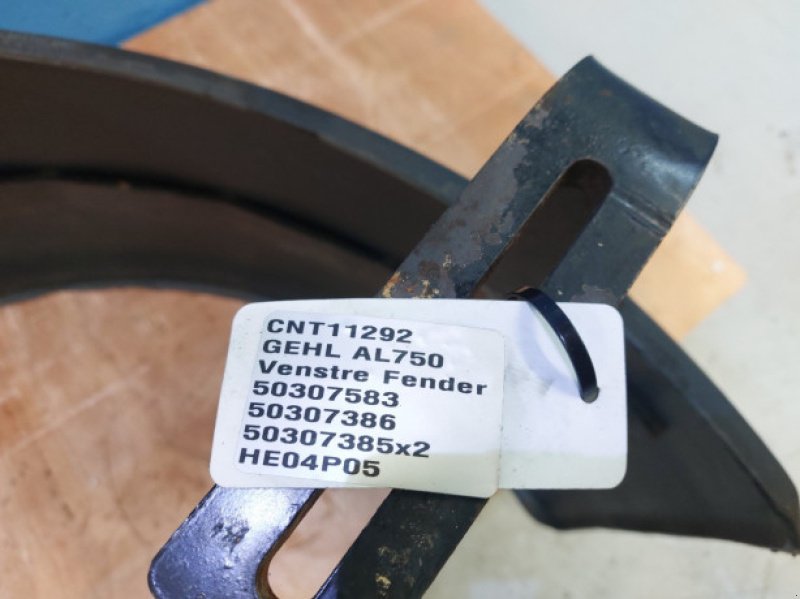 CNT11292
GEHL AL750
Venstre Fender
50307583
50307386
50307385x2
HE04P05